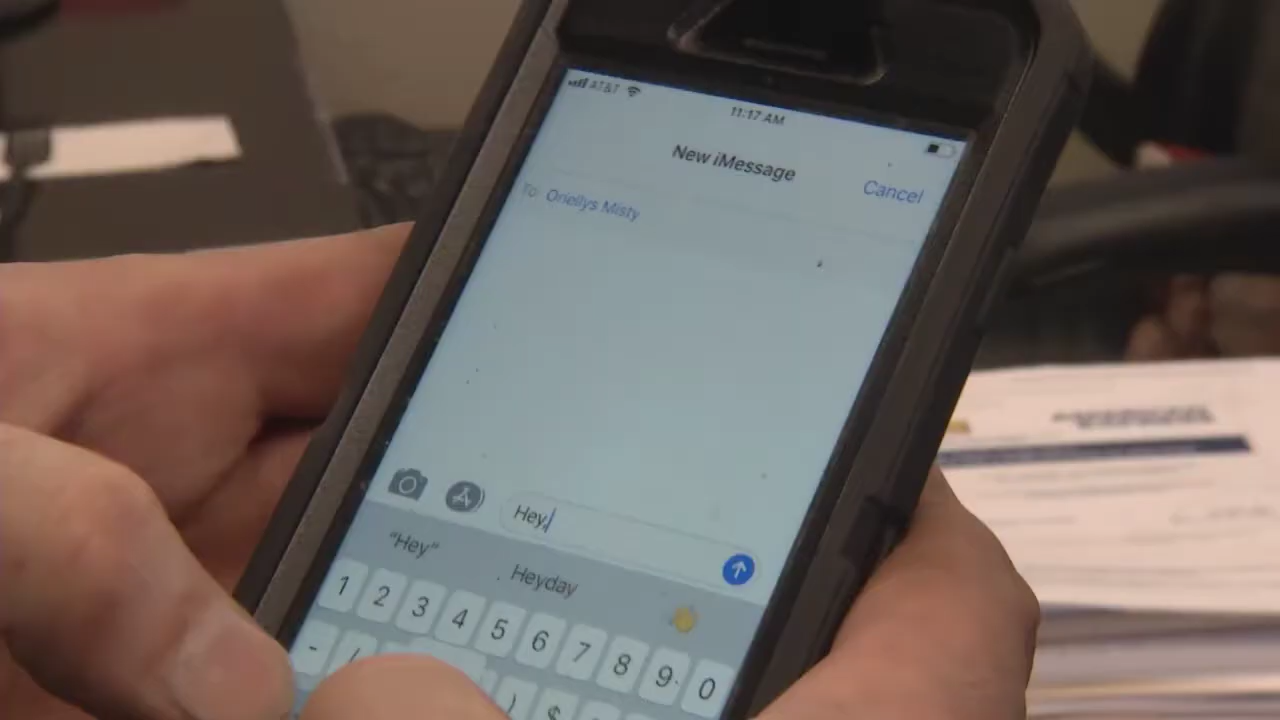 AT&T 11:17 AM
New iMessage
Cancel
To: Oriellys Misty
Hey,
"Hey" Heyday
1 2 3 4 5 6 7 8 9 0
- / ) $